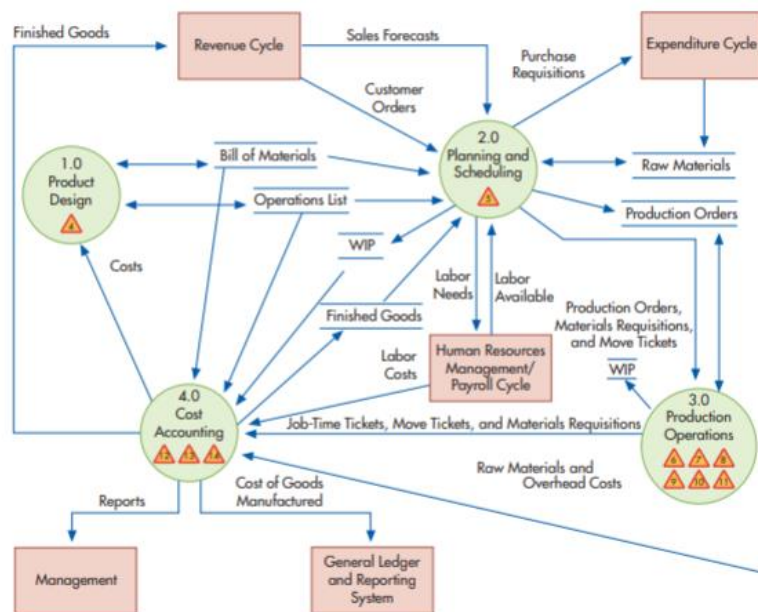 Finished Goods
Revenue Cycle
Sales Forecasts
Expenditure Cycle
Purchase
Requisitions
Customer
Orders
1.0
Product
Design
4
Bill of Materials
2.0
Planning and
Scheduling
5
Raw Materials
Operations List
Production Orders
WIP
Costs
Labor
Needs
Labor
Available
Finished Goods
Production Orders,
Materials Requisitions,
and Move Tickets
Labor
Costs
Human Resources
Management/
Payroll Cycle
WIP
4.0
Cost
Accounting
12 13 14
Job-Time Tickets, Move Tickets, and Materials Requisitions
3.0
Production
Operations
6 7 8
9 10 11
Raw Materials and
Overhead Costs
Reports
Cost of Goods
Manufactured
Management
General Ledger
and Reporting
System